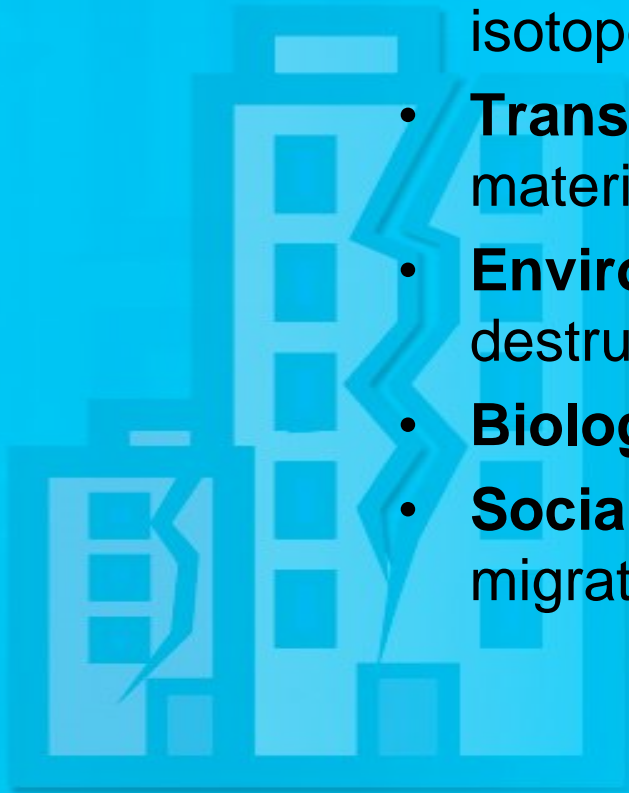 isotop
• Trans
materi
• Enviro
destru
• Biolog
• Socia
migrat